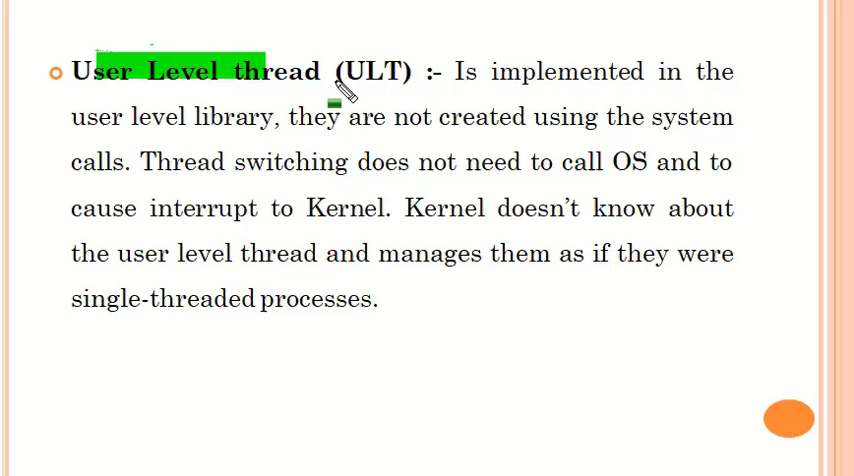 User Level thread (ULT) :- Is implemented in the
user level library, they are not created using the system
calls. Thread switching does not need to call OS and to
cause interrupt to Kernel. Kernel doesn’t know about
the user level thread and manages them as if they were
single-threaded processes.